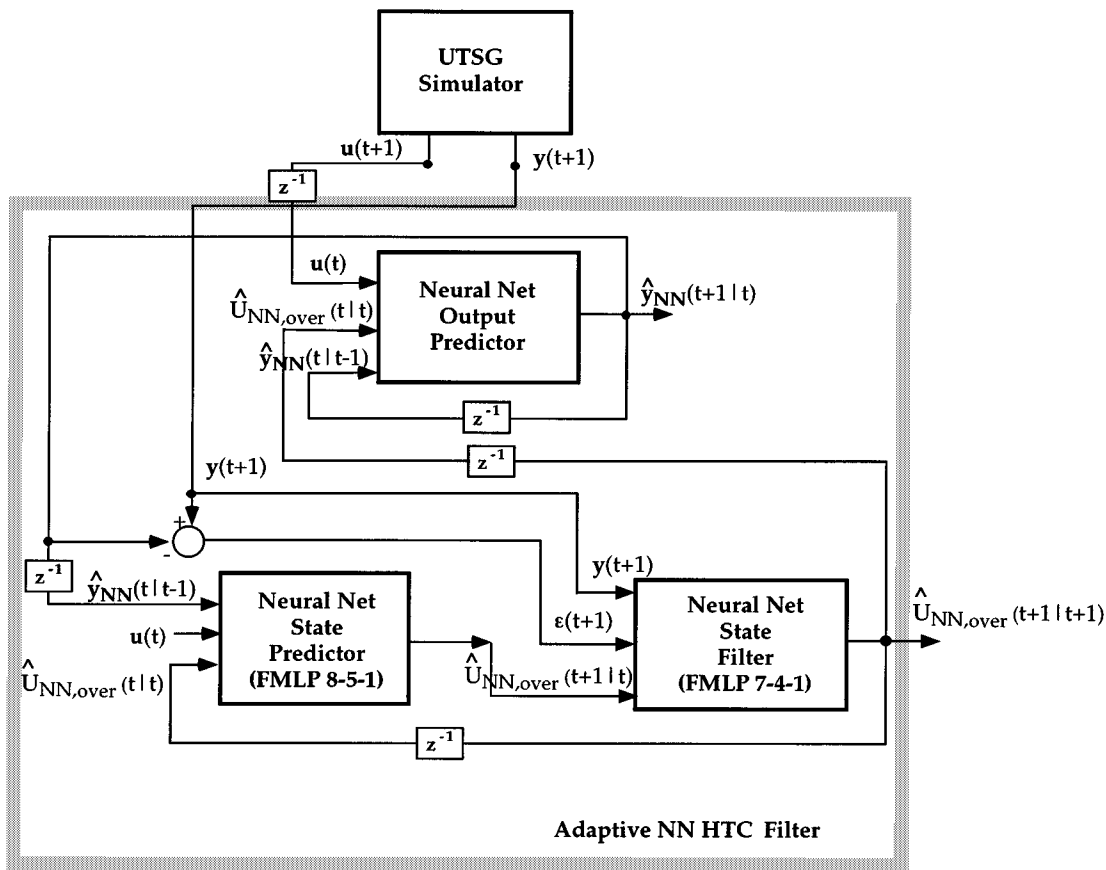 UTSG
Simulator
u(t+1)
y(t+1)
z⁻¹
u(t)
Neural Net
Output
Predictor
Û_NN,over (t|t)
ŷ_NN(t|t-1)
ŷ_NN(t+1|t)
z⁻¹
z⁻¹
y(t+1)
+
-
z⁻¹
ŷ_NN(t|t-1)
u(t)
Û_NN,over (t|t)
Neural Net
State
Predictor
(FMLP 8-5-1)
y(t+1)
ε(t+1)
Û_NN,over (t+1|t)
Neural Net
State
Filter
(FMLP 7-4-1)
Û_NN,over (t+1|t+1)
z⁻¹
Adaptive NN HTC Filter